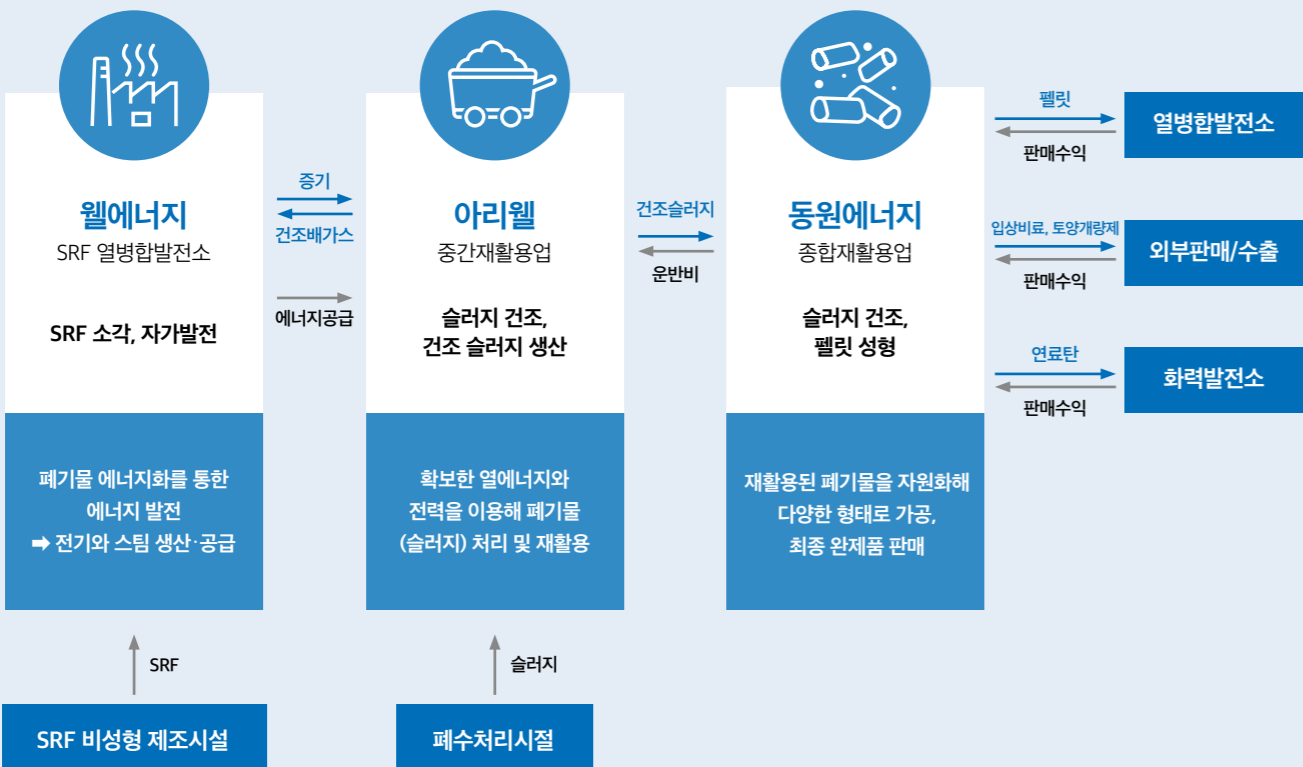 웰에너지
SRF 열병합발전소
SRF 소각, 자가발전
폐기물 에너지화를 통한
에너지 발전
➡ 전기와 스팀 생산·공급
SRF
SRF 비성형 제조시설
증기
건조배가스
에너지공급
아리웰
중간재활용업
슬러지 건조,
건조 슬러지 생산
확보한 열에너지와
전력을 이용해 폐기물
(슬러지) 처리 및 재활용
슬러지
폐수처리시절
건조슬러지
운반비
동원에너지
종합재활용업
슬러지 건조,
펠릿 성형
재활용된 폐기물을 자원화해
다양한 형태로 가공,
최종 완제품 판매
펠릿
판매수익
열병합발전소
입상비료, 토양개량제
판매수익
외부판매/수출
연료탄
판매수익
화력발전소